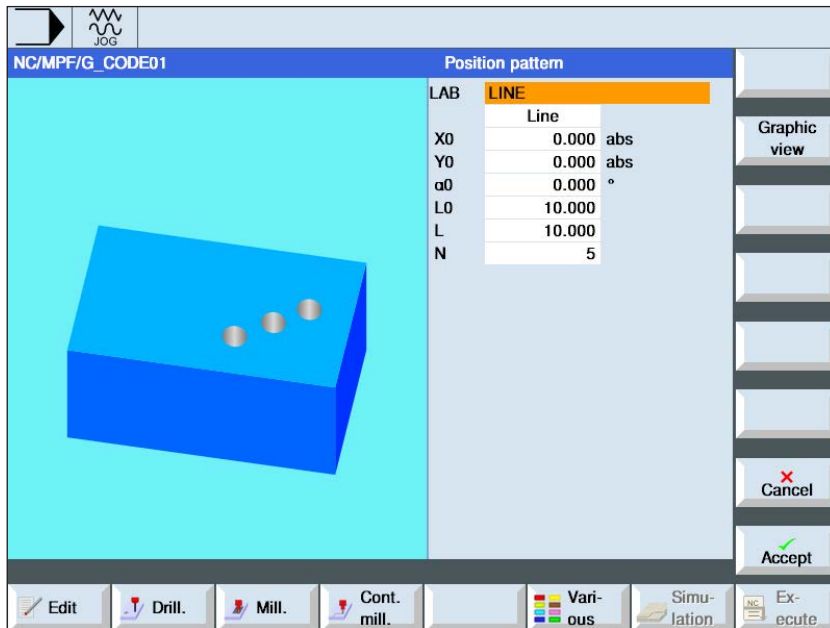 JOG
NC/MPF/G_CODE01
Position pattern
LAB LINE
Line
X0 0.000 abs
Y0 0.000 abs
α0 0.000 °
L0 10.000
L 10.000
N 5
Graphic
view
Cancel
Accept
Edit
Drill.
Mill.
Cont.
mill.
Vari-
ous
Simu-
lation
NC
Ex-
ecute